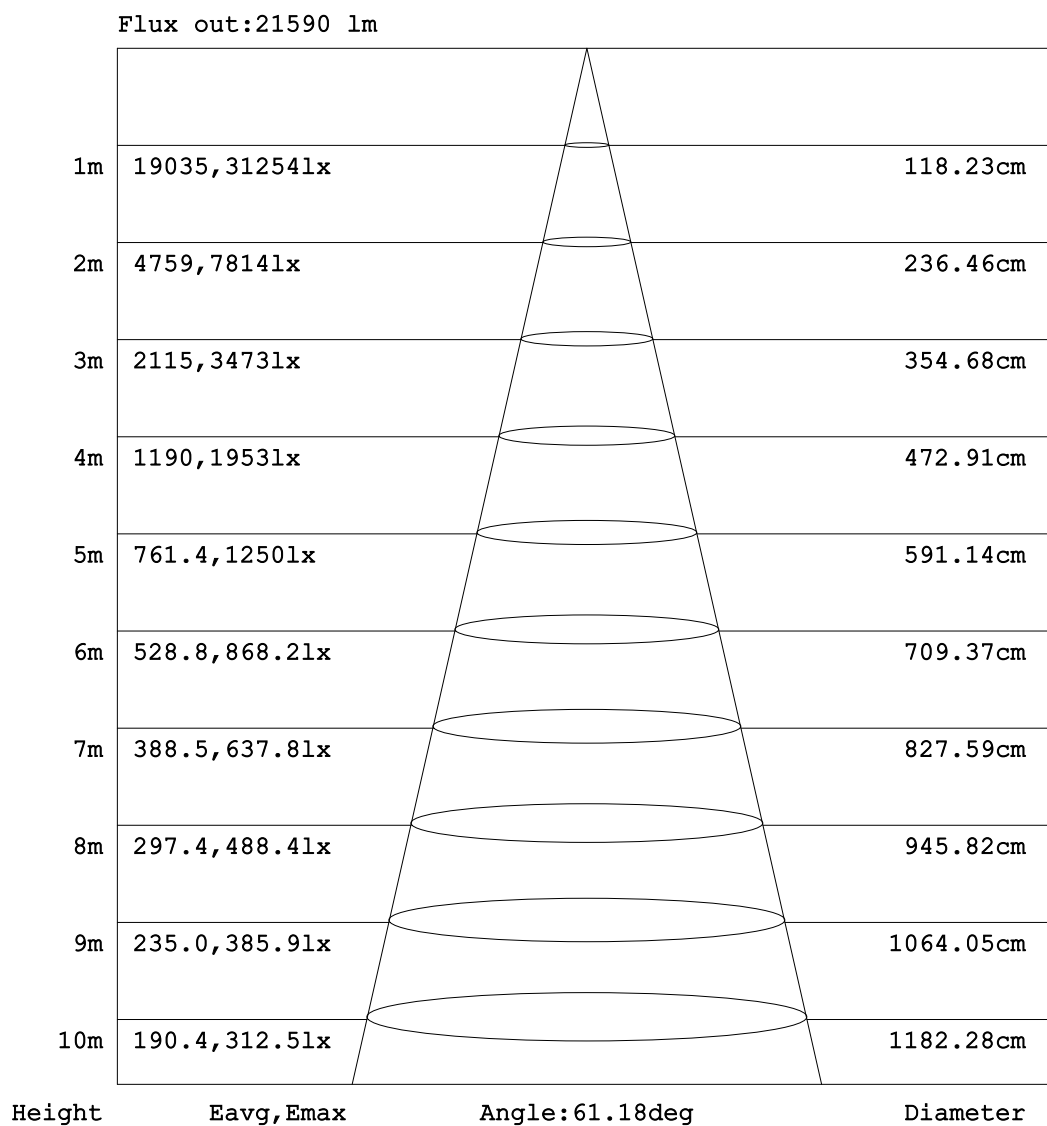 Flux out:21590 lm
1m 19035,31254lx 118.23cm
2m 4759,7814lx 236.46cm
3m 2115,3473lx 354.68cm
4m 1190,1953lx 472.91cm
5m 761.4,1250lx 591.14cm
6m 528.8,868.2lx 709.37cm
7m 388.5,637.8lx 827.59cm
8m 297.4,488.4lx 945.82cm
9m 235.0,385.9lx 1064.05cm
10m 190.4,312.5lx 1182.28cm
Height Eavg,Emax Angle:61.18deg Diameter